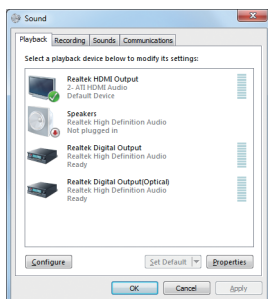 Sound
Playback Recording Sounds Communications
Select a playback device below to modify its settings:
Realtek HDMI Output
2- ATI HDMI Audio
Default Device
Speakers
Realtek High Definition Audio
Not plugged in
Realtek Digital Output
Realtek High Definition Audio
Ready
Realtek Digital Output(Optical)
Realtek High Definition Audio
Ready
Configure Set Default Properties
OK Cancel Apply